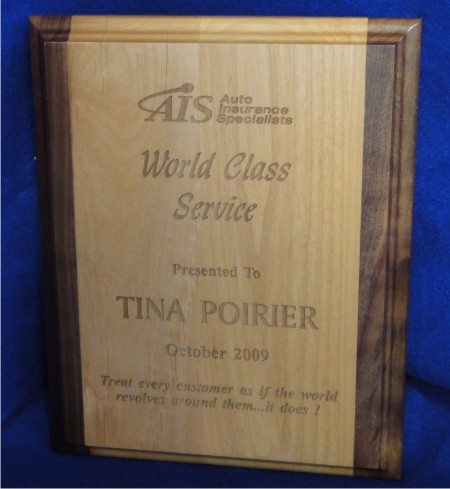 AIS Auto
Insurance
Specialists
World Class
Service
Presented To
TINA POIRIER
October 2009
Treat every customer as if the world
revolves around them...it does !